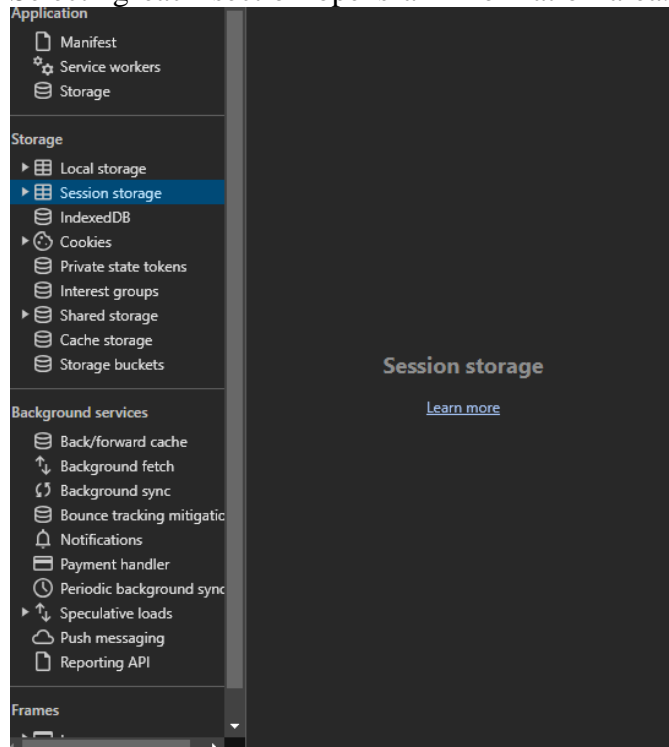 Application
Manifest
Service workers
Storage
Storage
Local storage
Session storage
IndexedDB
Cookies
Private state tokens
Interest groups
Shared storage
Cache storage
Storage buckets
Session storage
Learn more
Background services
Back/forward cache
Background fetch
Background sync
Bounce tracking mitigatic
Notifications
Payment handler
Periodic background sync
Speculative loads
Push messaging
Reporting API
Frames